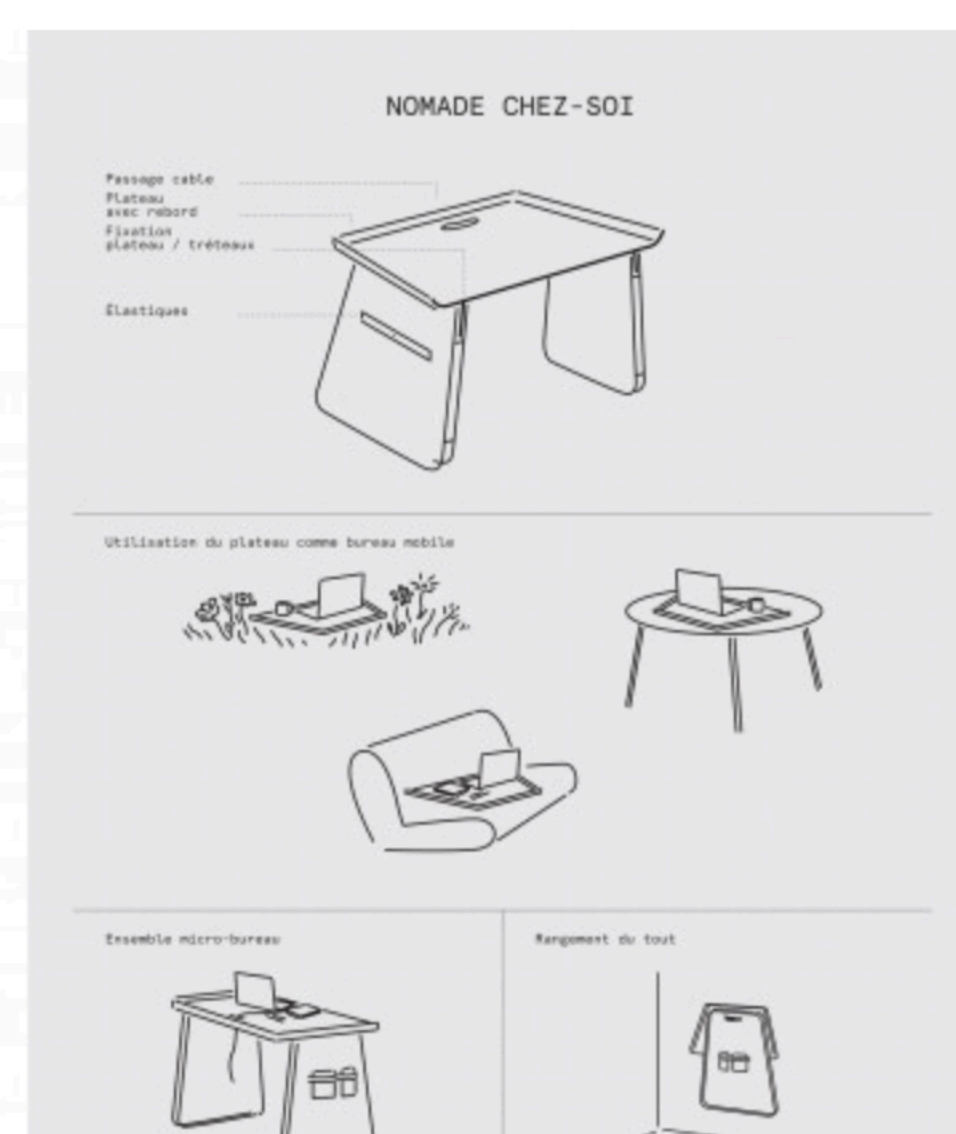 NOMADE CHEZ-SOI
Passage cable
Plateau
avec rebord
Fixation
plateau / tréteaux
Élastiques
Utilisation du plateau comme bureau mobile
Ensemble micro-bureau
Rangement du tout